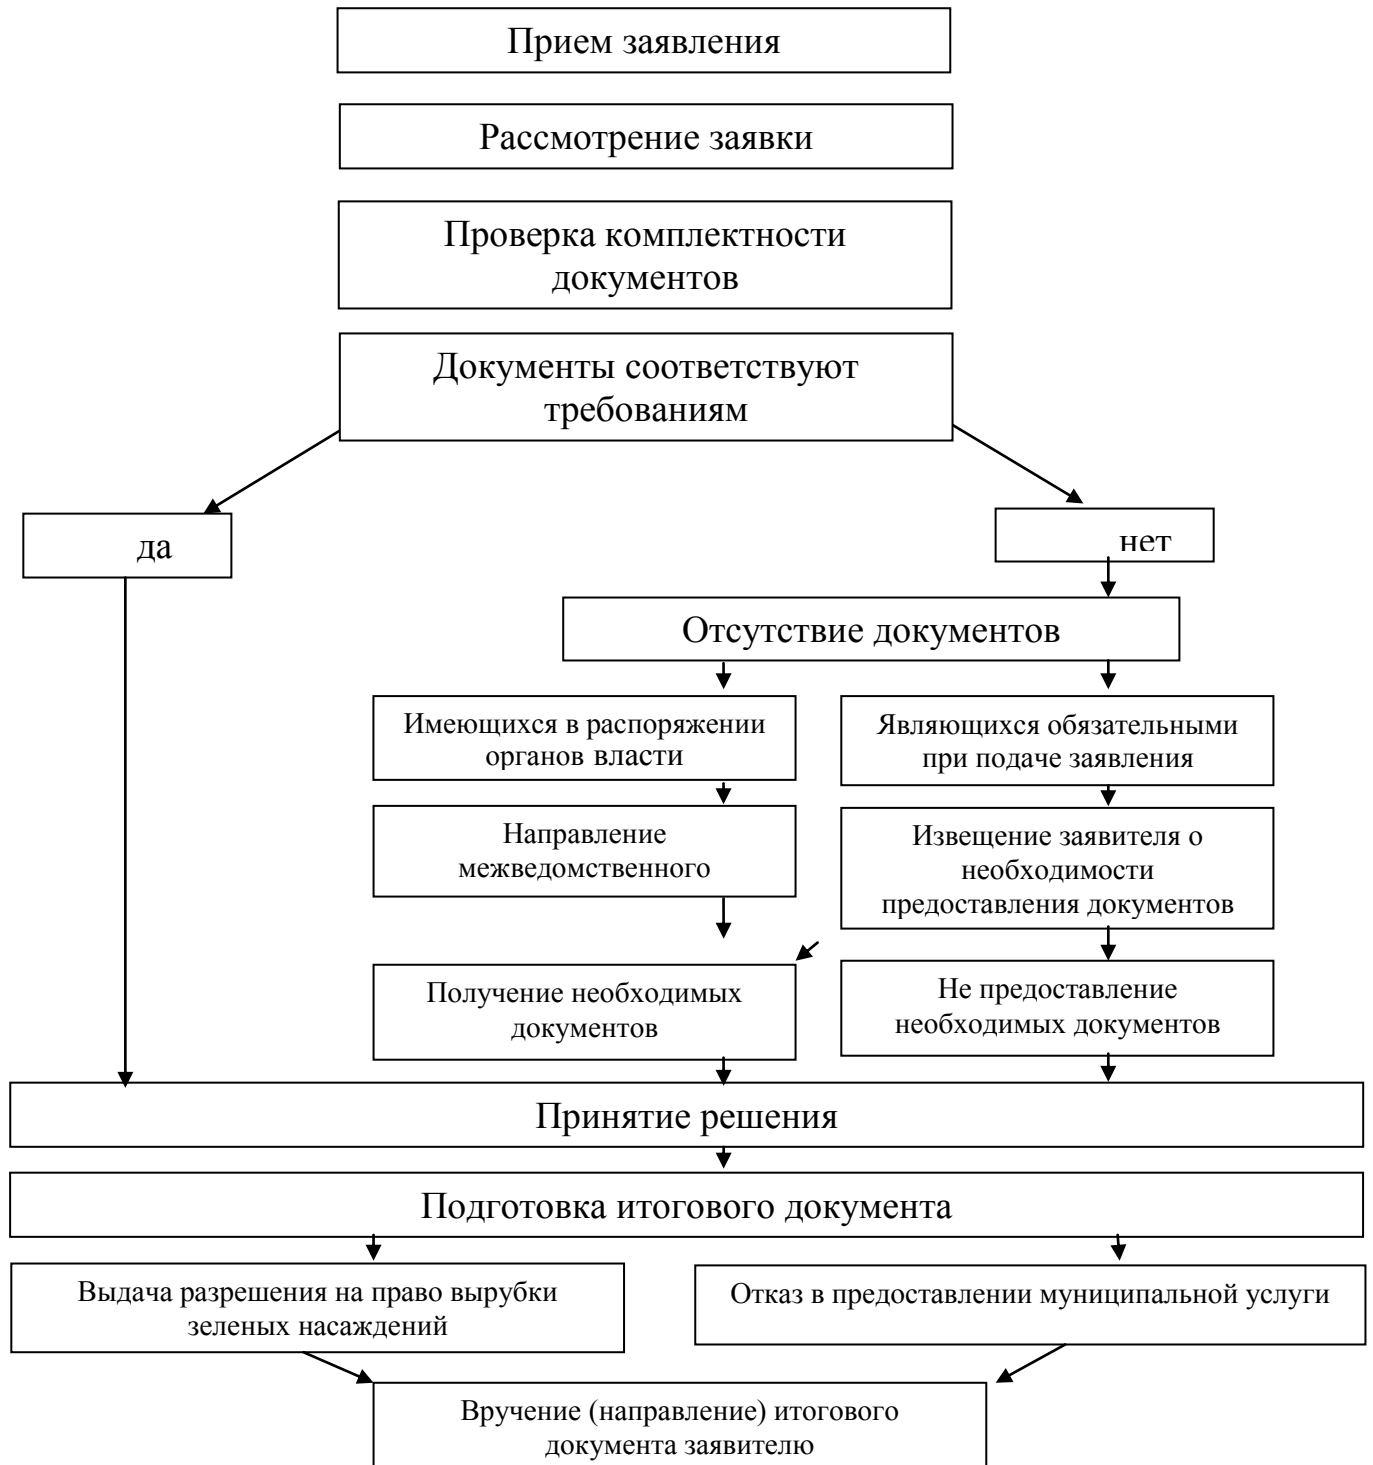 Прием заявления
Рассмотрение заявки
Проверка комплектности
документов
Документы соответствуют
требованиям
да
нет
Отсутствие документов
Имеющихся в распоряжении
органов власти
Являющихся обязательными
при подаче заявления
Направление
межведомственного
Извещение заявителя о
необходимости
предоставления документов
Получение необходимых
документов
Не предоставление
необходимых документов
Принятие решения
Подготовка итогового документа
Выдача разрешения на право вырубки
зеленых насаждений
Отказ в предоставлении муниципальной услуги
Вручение (направление) итогового
документа заявителю